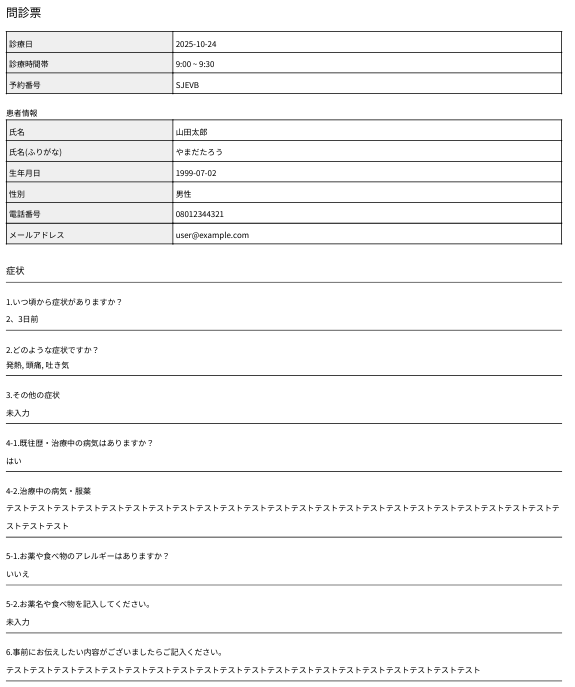 問診票
診療日 2025-10-24
診療時間帯 9:00 ~ 9:30
予約番号 SJEVB
患者情報
氏名 山田太郎
氏名(ふりがな) やまだたろう
生年月日 1999-07-02
性別 男性
電話番号 08012344321
メールアドレス user@example.com
症状
1.いつ頃から症状がありますか？
2、3日前
2.どのような症状ですか？
発熱, 頭痛, 吐き気
3.その他の症状
未入力
4-1.既往歴・治療中の病気はありますか？
はい
4-2.治療中の病気・服薬
テストテストテストテストテストテストテストテストテストテストテストテストテストテストテストテストテストテストテストテストテストテストテストテ
ストテストテスト
5-1.お薬や食べ物のアレルギーはありますか？
いいえ
5-2.お薬名や食べ物を記入してください。
未入力
6.事前にお伝えしたい内容がございましたらご記入ください。
テストテストテストテストテストテストテストテストテストテストテストテストテストテストテストテストテストテストテストテスト